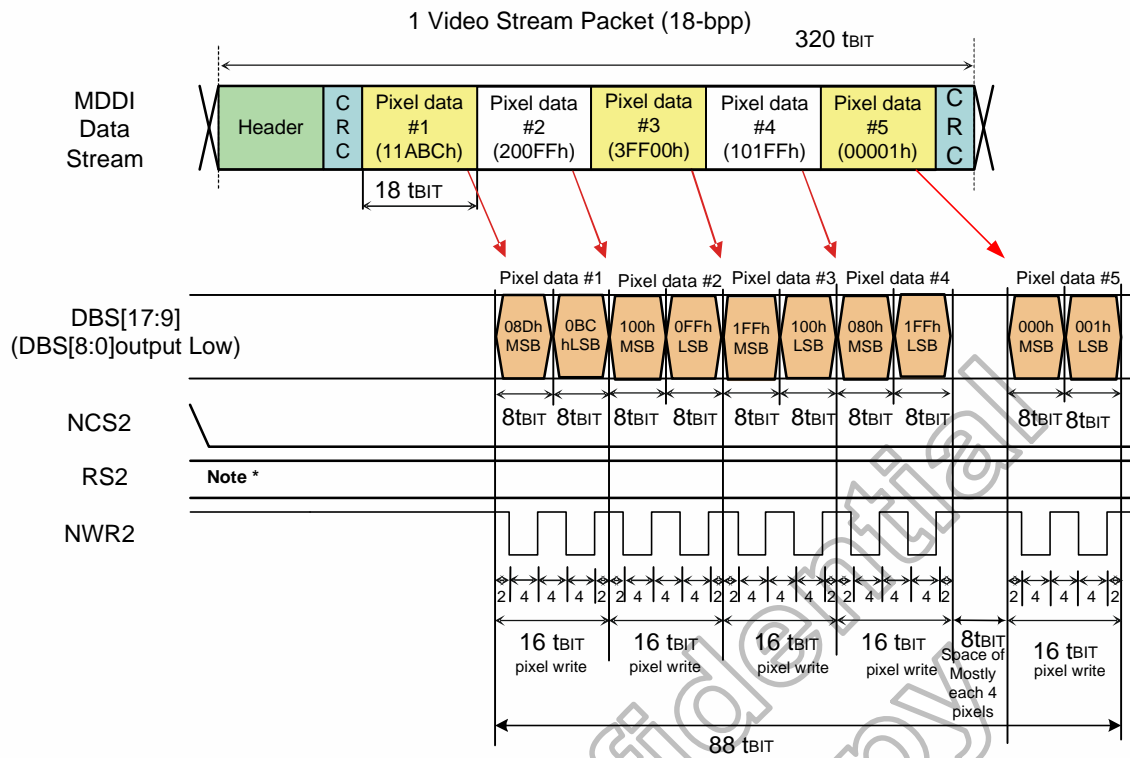 1 Video Stream Packet (18-bpp)
320 tBIT
MDDI
Data
Stream
Header
C
R
C
Pixel data
#1
(11ABCh)
Pixel data
#2
(200FFh)
Pixel data
#3
(3FF00h)
Pixel data
#4
(101FFh)
Pixel data
#5
(00001h)
C
R
C
18 tBIT
Pixel data #1 Pixel data #2 Pixel data #3 Pixel data #4 Pixel data #5
DBS[17:9]
(DBS[8:0]output Low)
08Dh
MSB
0BC
hLSB
100h
MSB
0FFh
LSB
1FFh
MSB
100h
LSB
080h
MSB
1FFh
LSB
000h
MSB
001h
LSB
8tBIT 8tBIT 8tBIT 8tBIT 8tBIT 8tBIT 8tBIT 8tBIT 8tBIT 8tBIT
NCS2
RS2
Note *
NWR2
2 4 4 4 2 2 4 4 4 2 2 4 4 4 2 2 4 4 4 2 2 4 4 4 2
16 tBIT
pixel write
16 tBIT
pixel write
16 tBIT
pixel write
16 tBIT
pixel write
8tBIT
Space of
Mostly
each 4
pixels
16 tBIT
pixel write
88 tBIT
fidential
py